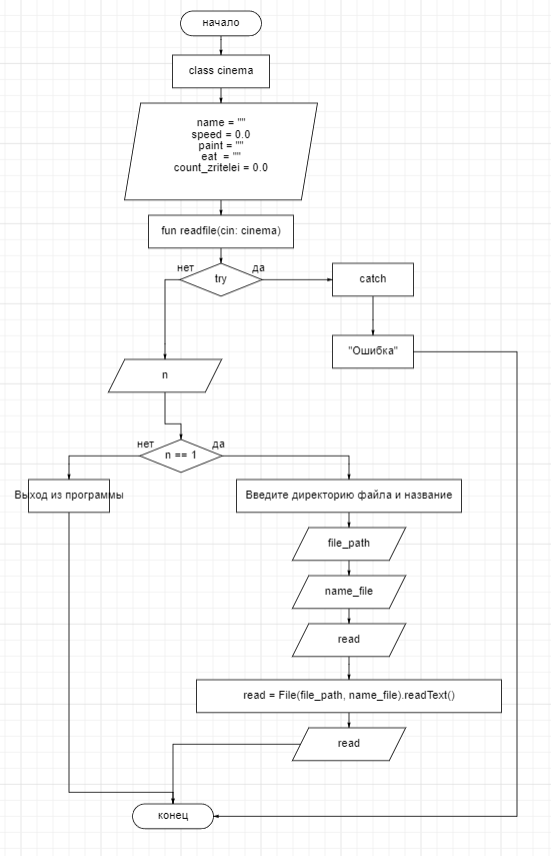 начало
class cinema
name = ""
speed = 0.0
paint = ""
eat = ""
count_zritelei = 0.0
fun readfile(cin: cinema)
нет
да
try
catch
"Ошибка"
n
нет
да
n == 1
Выход из программы
Введите директорию файла и название
file_path
name_file
read
read = File(file_path, name_file).readText()
read
конец